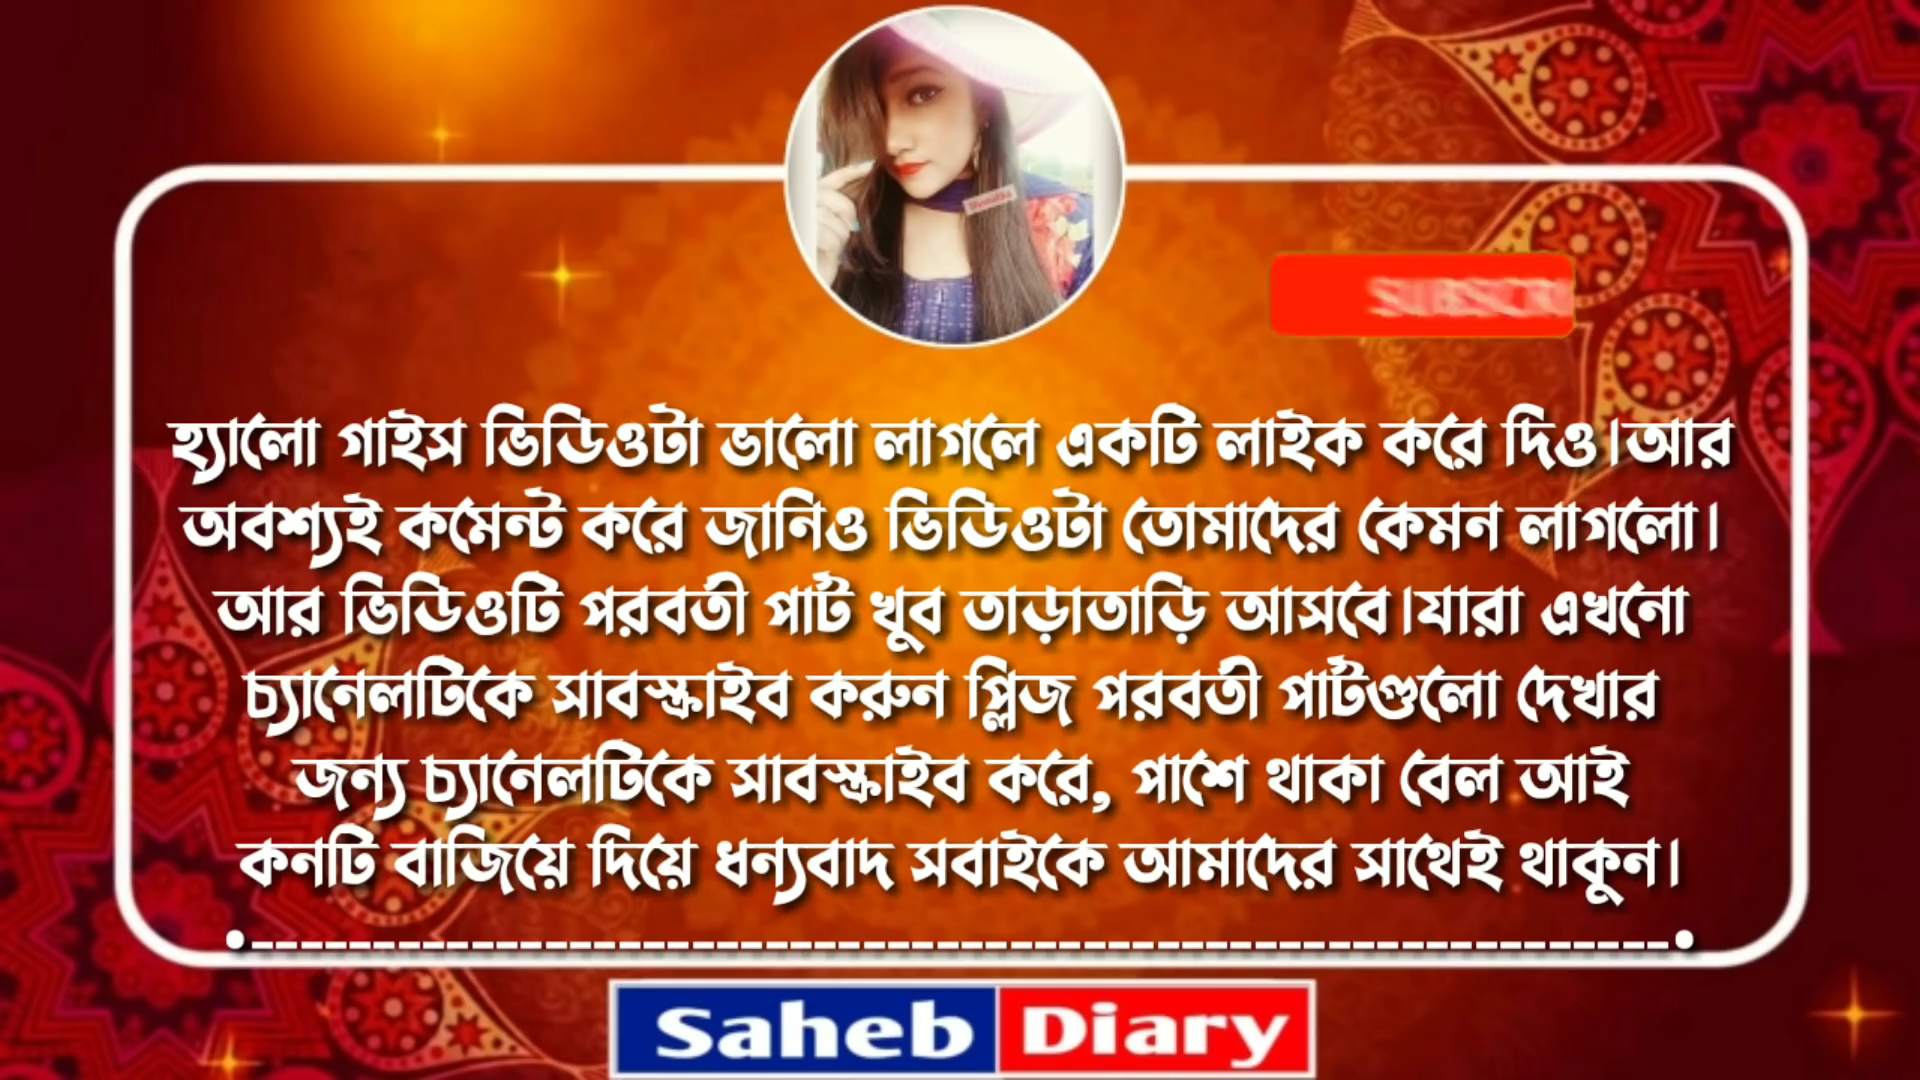 হ্যালো গাইস ভিডিওটা ভালো লাগলে একটি লাইক করে দিও।আর
অবশ্যই কমেন্ট করে জানিও ভিডিওটা তোমাদের কেমন লাগলো।
আর ভিডিওটি পরবর্তী পার্ট খুব তাড়াতাড়ি আসবে।যারা এখনো
চ্যানেলটিকে সাবস্ক্রাইব করুন প্লিজ পরবর্তী পার্টগুলো দেখার
জন্য চ্যানেলটিকে সাবস্ক্রাইব করে, পাশে থাকা বেল আই
কনটি বাজিয়ে দিয়ে ধন্যবাদ সবাইকে আমাদের সাথেই থাকুন।
Saheb Diary